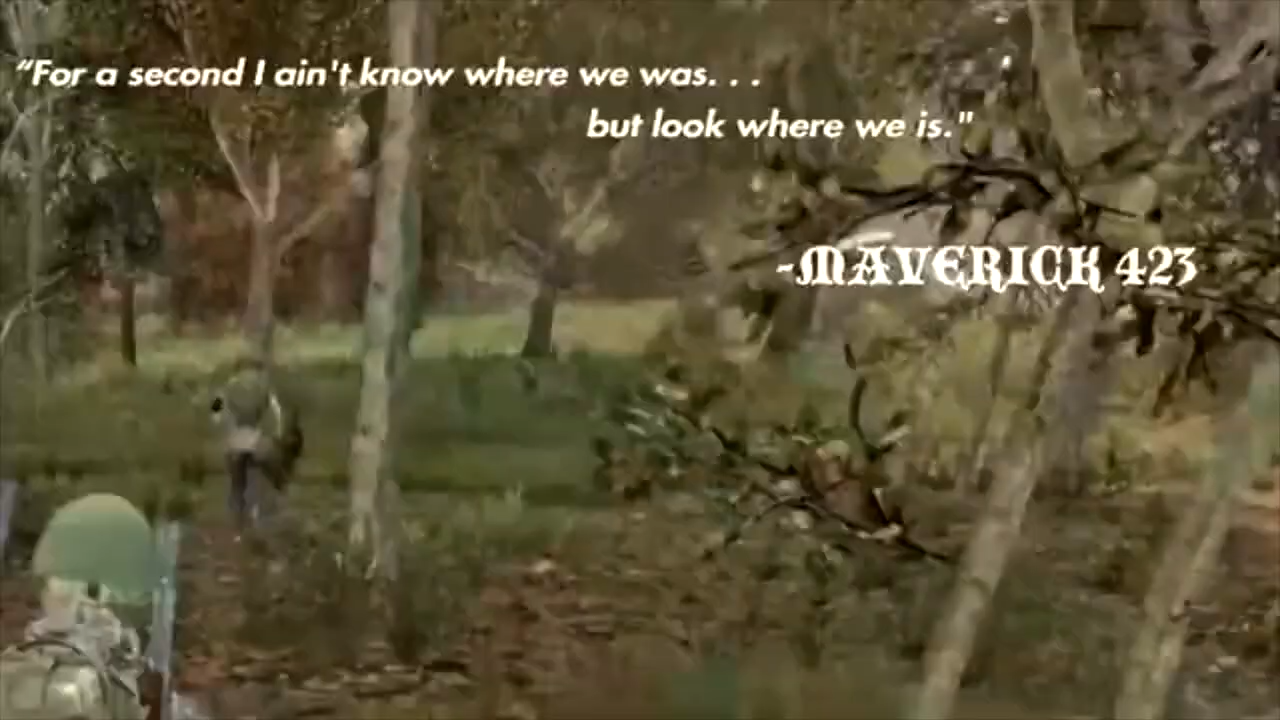 “For a second I ain't know where we was. . .
but look where we is."
-MAVERICK 423